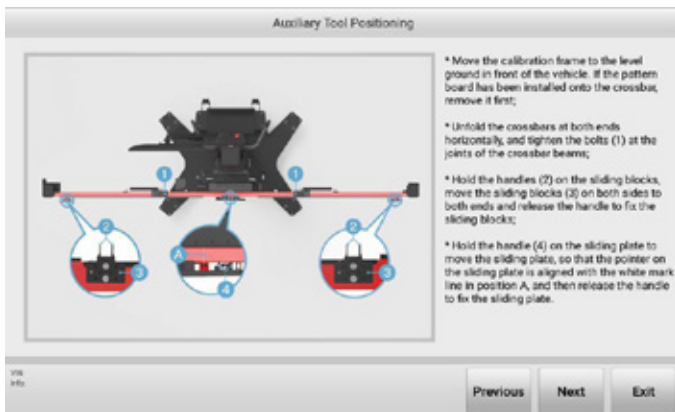 Auxiliary Tool Positioning
* Move the calibration frame to the level
ground in front of the vehicle. If the pattern
board has been installed onto the crossbar,
remove it first;
* Unfold the crossbars at both ends
horizontally, and tighten the bolts (1) at the
joints of the crossbar beams;
* Hold the handles (2) on the sliding blocks,
move the sliding blocks (3) on both sides to
both ends and release the handle to fix the
sliding blocks;
* Hold the handle (4) on the sliding plate to
move the sliding plate, so that the pointer on
the sliding plate is aligned with the white mark
line in position A, and then release the handle
to fix the sliding plate.
1
1
2
2
A
3
3
4
VIN
Info
Previous
Next
Exit